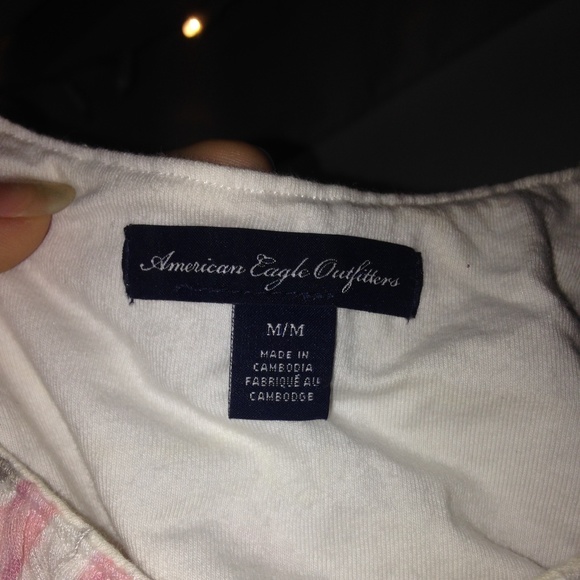 American Eagle Outfitters
M/M
MADE IN
CAMBODIA
FABRIQUÉ AU
CAMBODGE